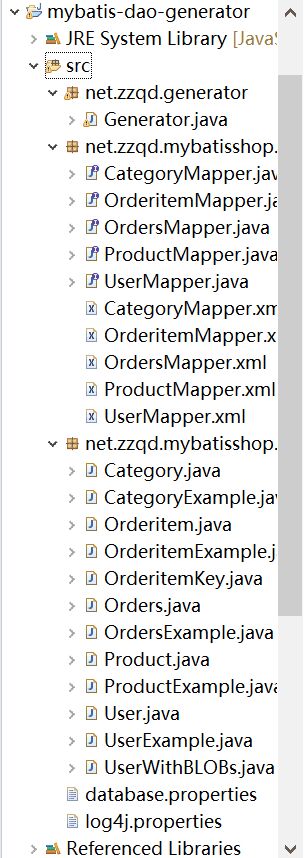 mybatis-dao-generator
JRE System Library [JavaS
src
net.zzqd.generator
Generator.java
net.zzqd.mybatisshop.
CategoryMapper.jav
OrderitemMapper.ja
OrdersMapper.java
ProductMapper.java
UserMapper.java
CategoryMapper.xm
OrderitemMapper.x
OrdersMapper.xml
ProductMapper.xml
UserMapper.xml
net.zzqd.mybatisshop.
Category.java
CategoryExample.jav
Orderitem.java
OrderitemExample.j
OrderitemKey.java
Orders.java
OrdersExample.java
Product.java
ProductExample.java
User.java
UserExample.java
UserWithBLOBs.java
database.properties
log4j.properties
Referenced Libraries